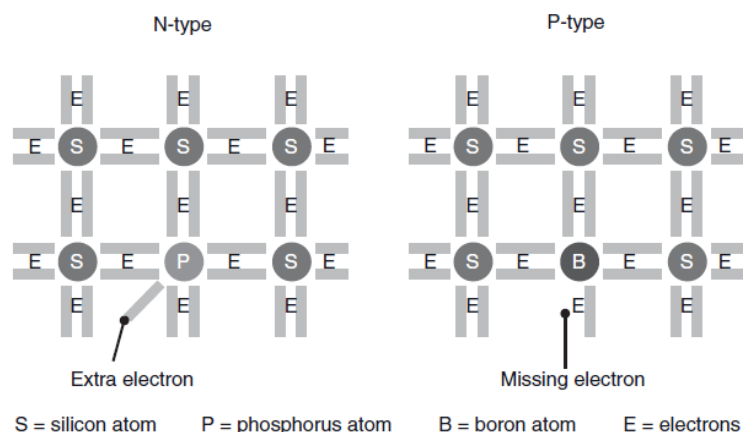 N-type
P-type
E E E
E E E
E S E S E S E
E S E S E S E
E E E
E E E
E S E P E S E
E S E B E S E
E E E
E E E
Extra electron
Missing electron
S = silicon atom P = phosphorus atom B = boron atom E = electrons